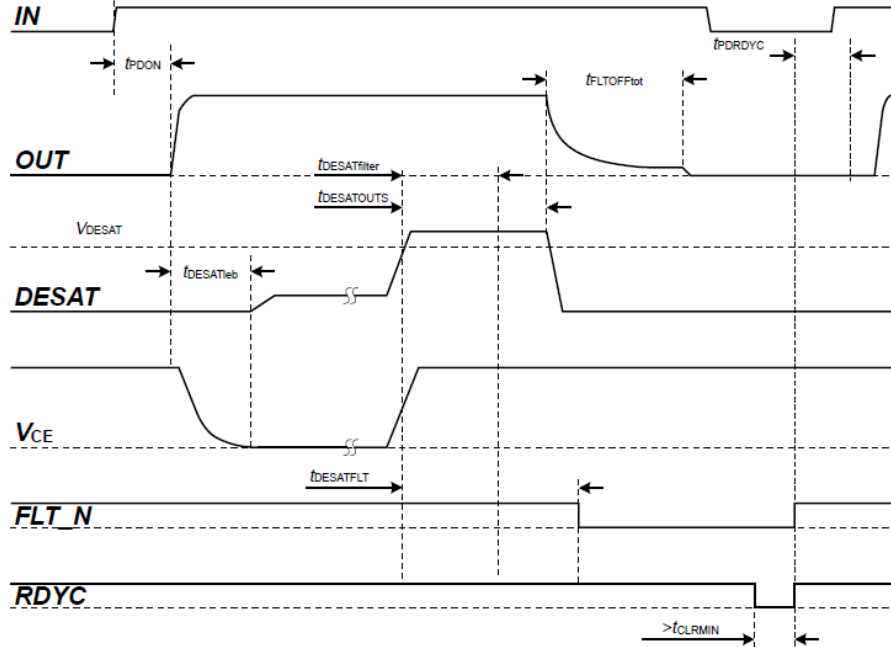 IN
tPDON
tFLTOFFtot
tPDRDYC
OUT
tDESATfilter
tDESATOUTS
VDESAT
tDESATleb
DESAT
VCE
tDESATFLT
FLT_N
RDYC
>tCLRMIN